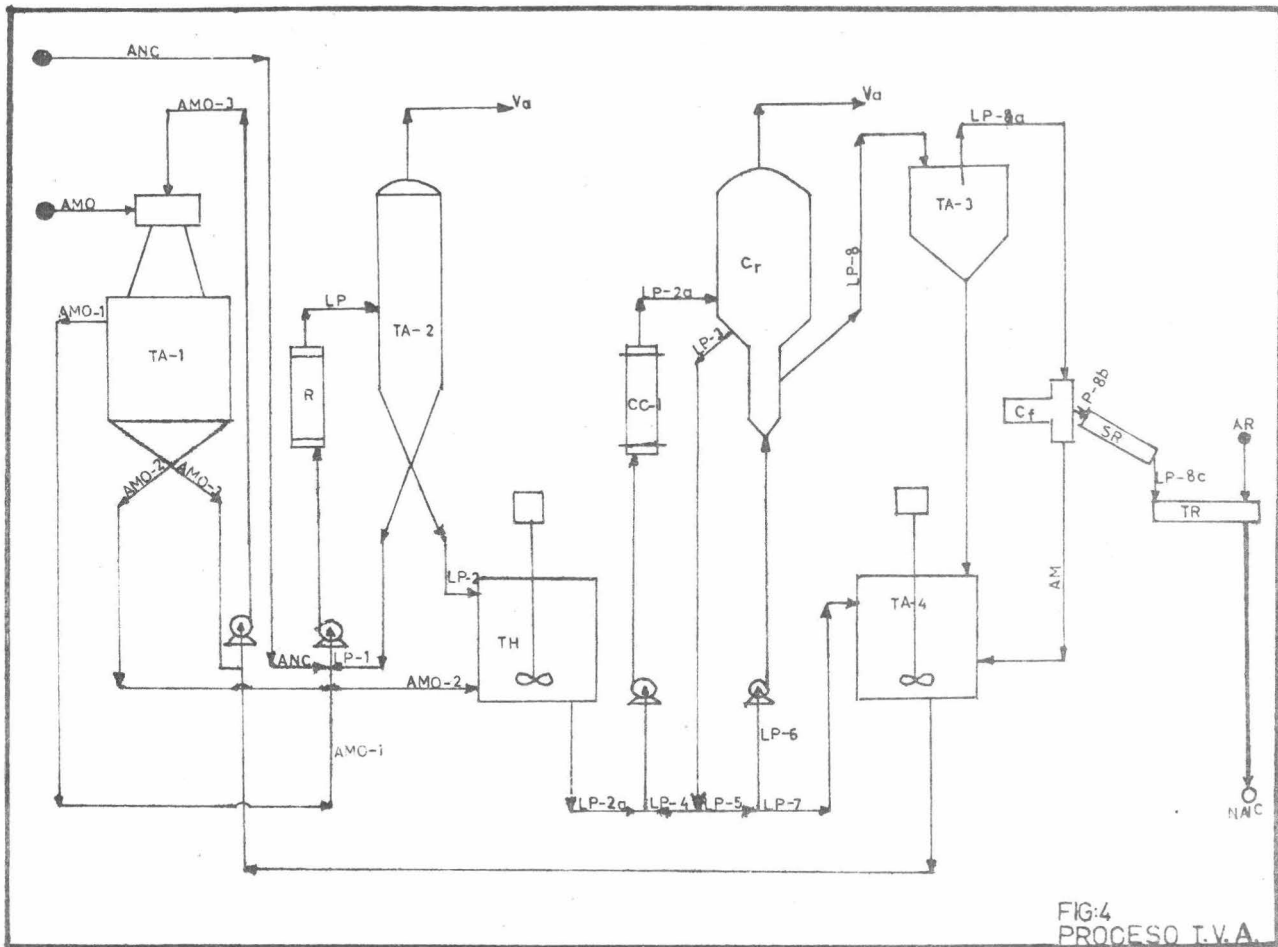 ANC
AMO-3
Va
Va
LP-8a
AMO
TA-3
Cr
LP-8
LP-2a
LP
AMO-1
TA-2
LP-3
TA-1
R
CC-1
LP-8b
Cf
SR
AR
AMO-2
AMO-3
LP-8c
TR
LP-2
AM
TA-4
TH
ANC
LP-1
AMO-2
LP-6
AMO-1
LP-2a
LP-4
LP-5
LP-7
FIG:4
PROCESO T.V.A.